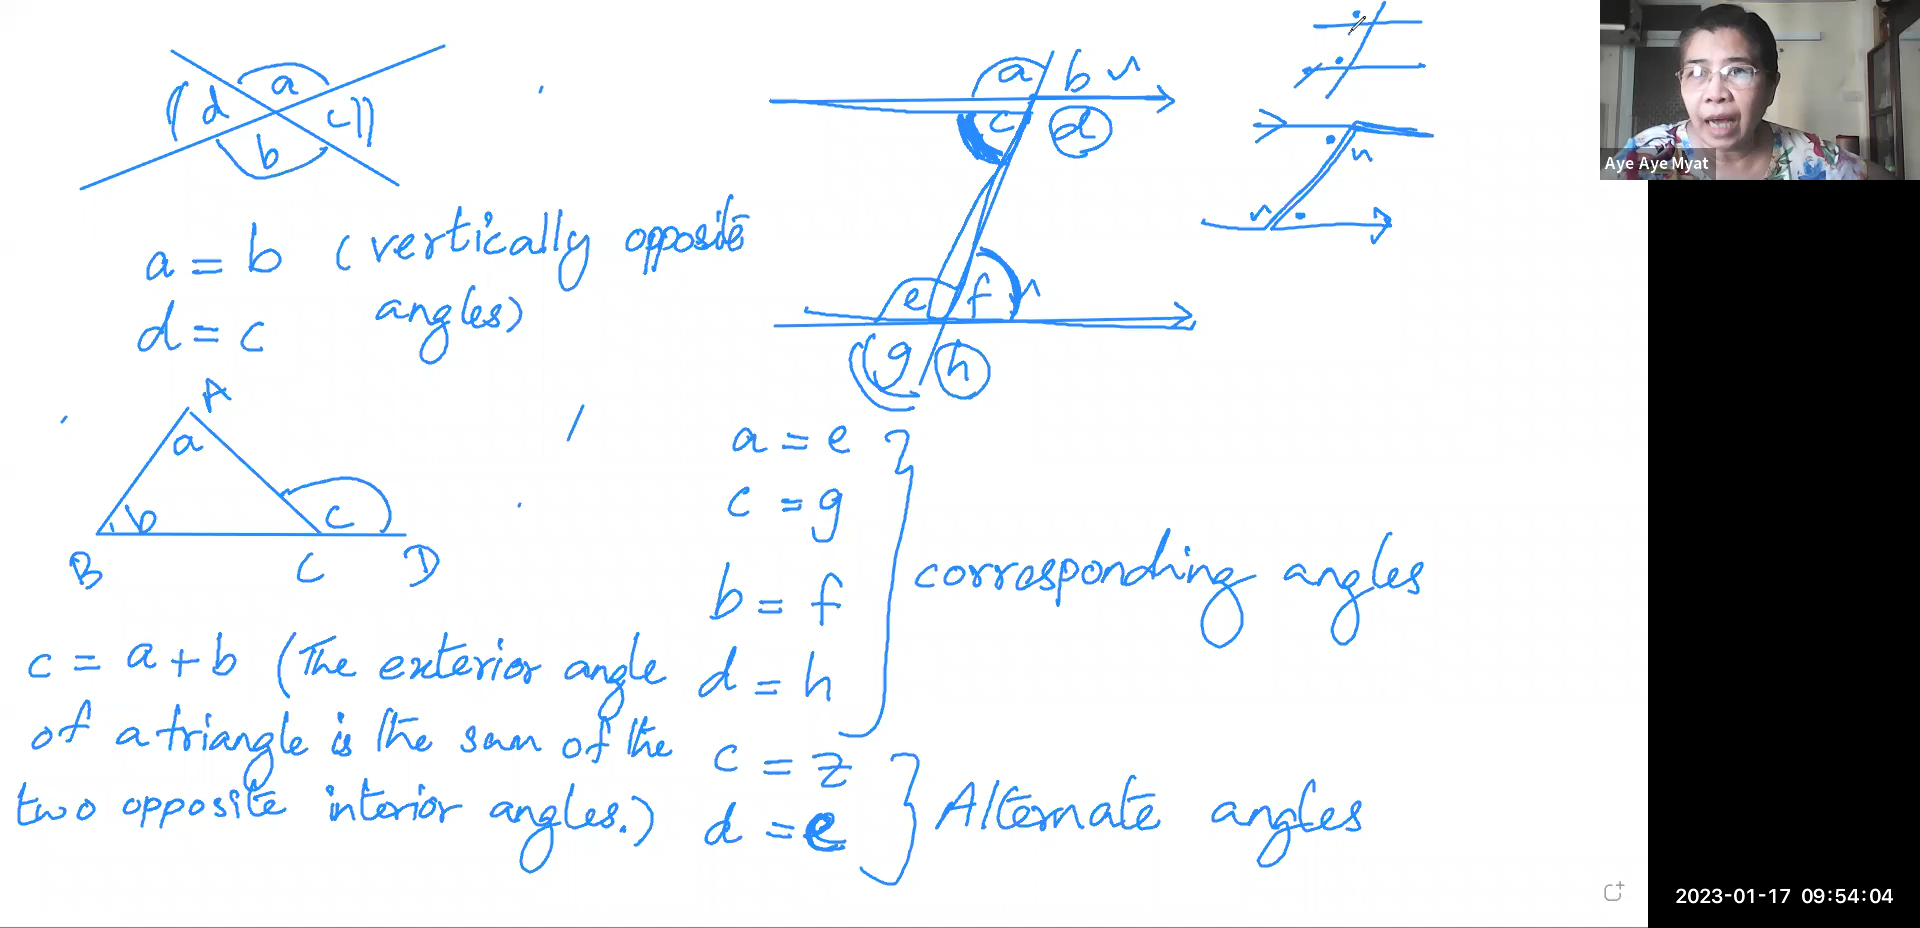 a
d
c
b
a = b (vertically opposite
d = c angles)
A
a
b
c
B
C
D
c = a + b (The exterior angle
of a triangle is the sum of the
two opposite interior angles.)
a
b
c
d
e
f
g
h
a = e
c = g
b = f
d = h
corresponding angles
c = z
d = e
Alternate angles
Aye Aye Myat
2023-01-17 09:54:04